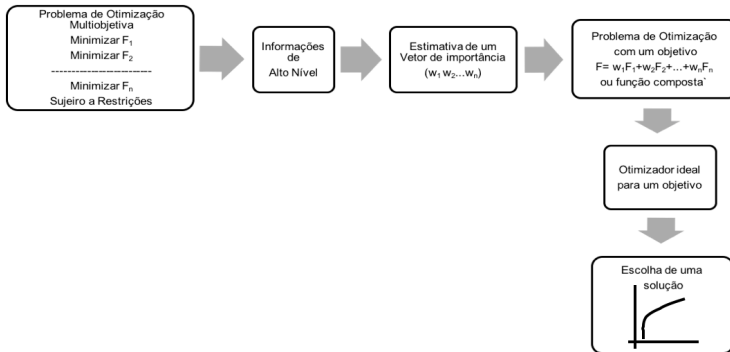 Problema de Otimização
Multiobjetiva
Minimizar F₁
Minimizar F₂
--------------------------
Minimizar Fₙ
Sujeiro a Restrições
Informações
de
Alto Nível
Estimativa de um
Vetor de importância
(w₁ w₂...wₙ)
Problema de Otimização
com um objetivo
F= w₁F₁+w₂F₂+...+wₙFₙ
ou função composta*
Otimizador ideal
para um objetivo
Escolha de uma
solução